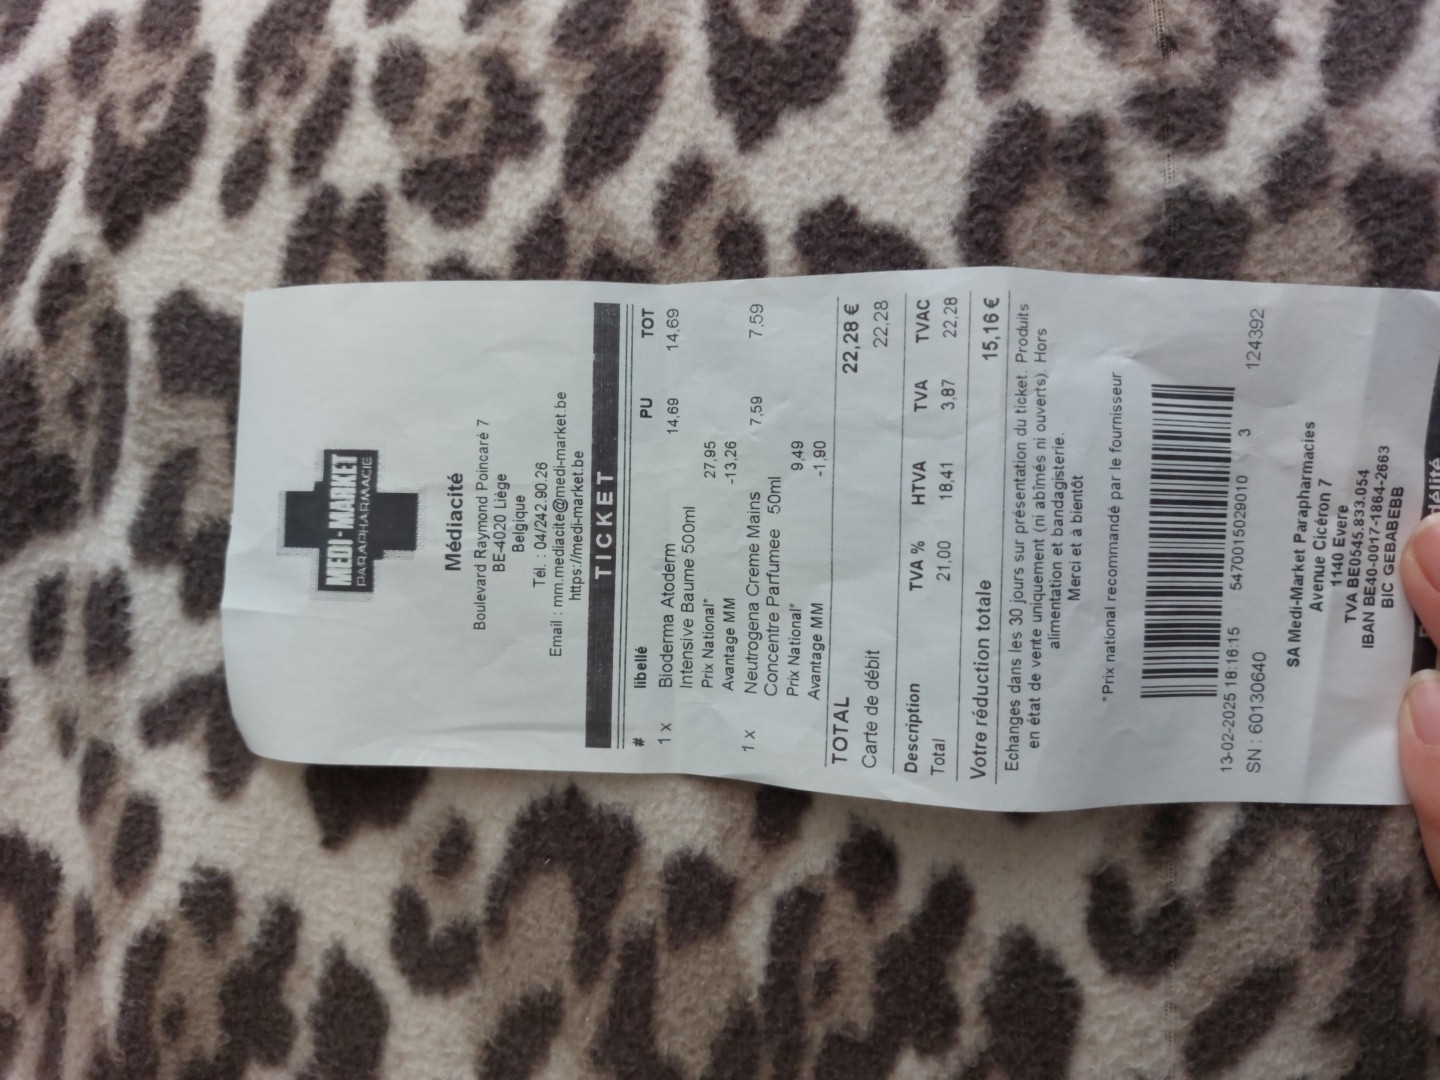 MEDI-MARKET
PARAPHARMACIE
Médiacité
Boulevard Raymond Poincaré 7
BE-4020 Liège
Belgique
Tél. : 04/242.90.26
Email : mm.mediacite@medi-market.be
https://medi-market.be
TICKET
# libellé PU TOT
1 x Bioderma Atoderm 14,69 14,69
Intensive Baume 500ml
Prix National* 27,95
Avantage MM -13,26
1 x Neutrogena Creme Mains 7,59 7,59
Concentre Parfumee 50ml
Prix National* 9,49
Avantage MM -1,90
TOTAL 22,28 €
Carte de débit 22,28
Description TVA % HTVA TVA TVAC
Total 21,00 18,41 3,87 22,28
Votre réduction totale 15,16 €
Echanges dans les 30 jours sur présentation du ticket. Produits
en état de vente uniquement (ni abîmés ni ouverts). Hors
alimentation et bandagisterie.
Merci et à bientôt
*Prix national recommandé par le fournisseur
13-02-2025 18:16:15 5470015029010 3 124392
SN : 60130640
SA Medi-Market Parapharmacies
Avenue Cicéron 7
1140 Evere
TVA BE0545.833.054
IBAN BE40-0017-1864-2663
BIC GEBABEBB